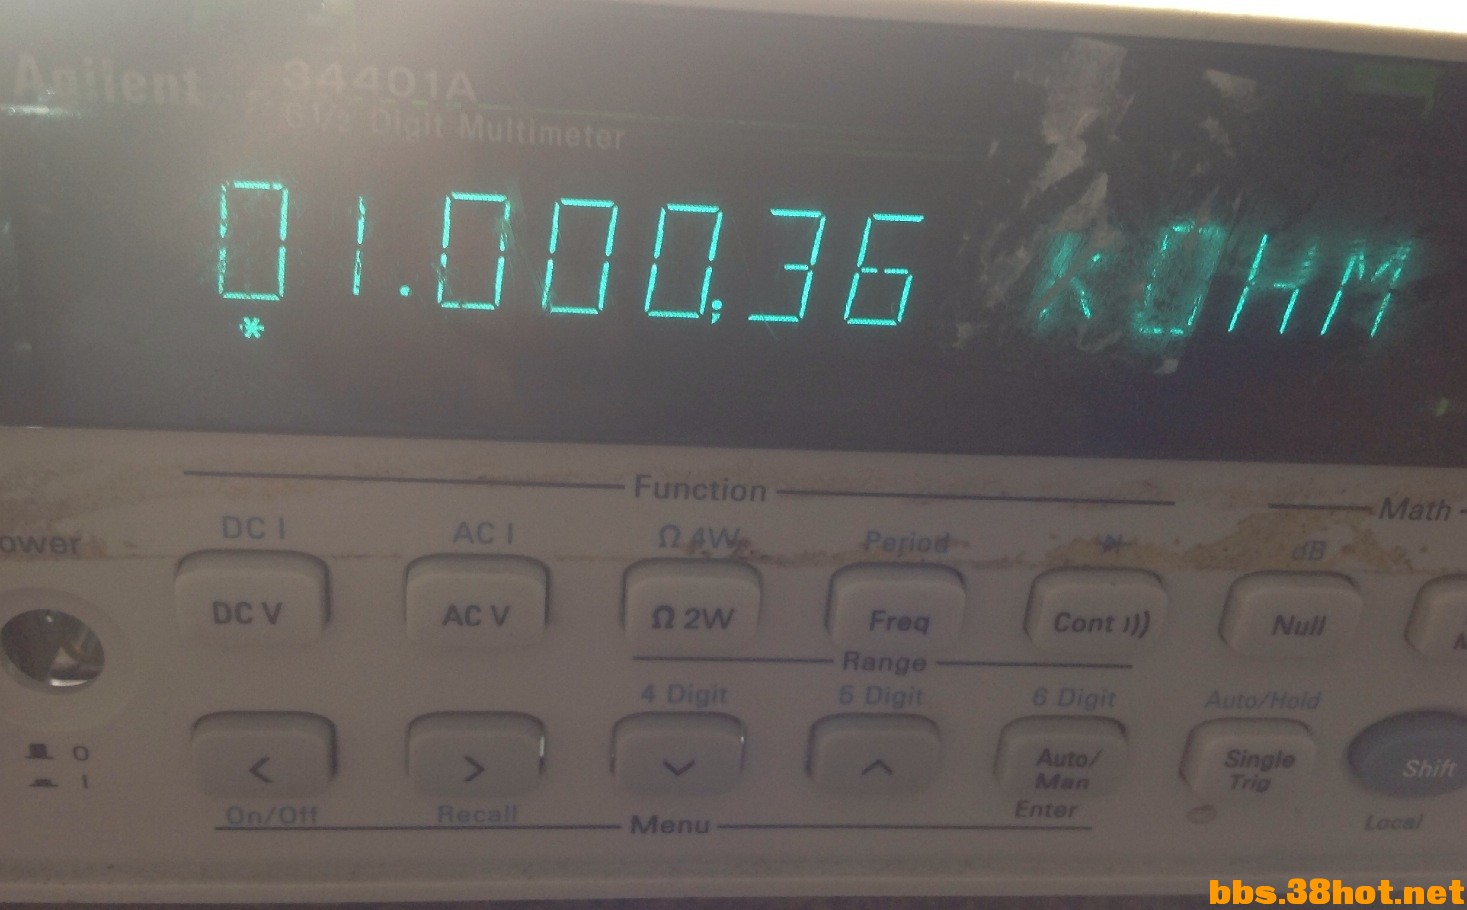 Agilent 34401A
6½ Digit Multimeter
01.000,36 kOHM
*
Function
Math
DC I AC I Ω 4W Period dB
ower
DC V AC V Ω 2W Freq Cont ))) Null
Range
4 Digit 5 Digit 6 Digit Auto/Hold
< > ∨ ∧ Auto/ Single Shift
Man Trig
0
I
On/Off Recall Menu Enter Local
bbs.38hot.net